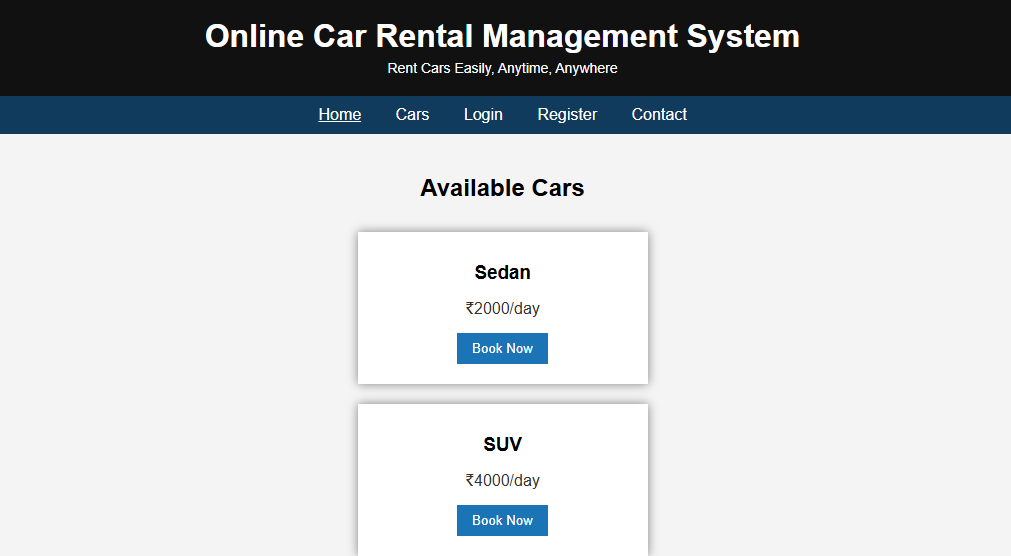 Online Car Rental Management System
Rent Cars Easily, Anytime, Anywhere
Home Cars Login Register Contact
Available Cars
Sedan
₹2000/day
Book Now
SUV
₹4000/day
Book Now